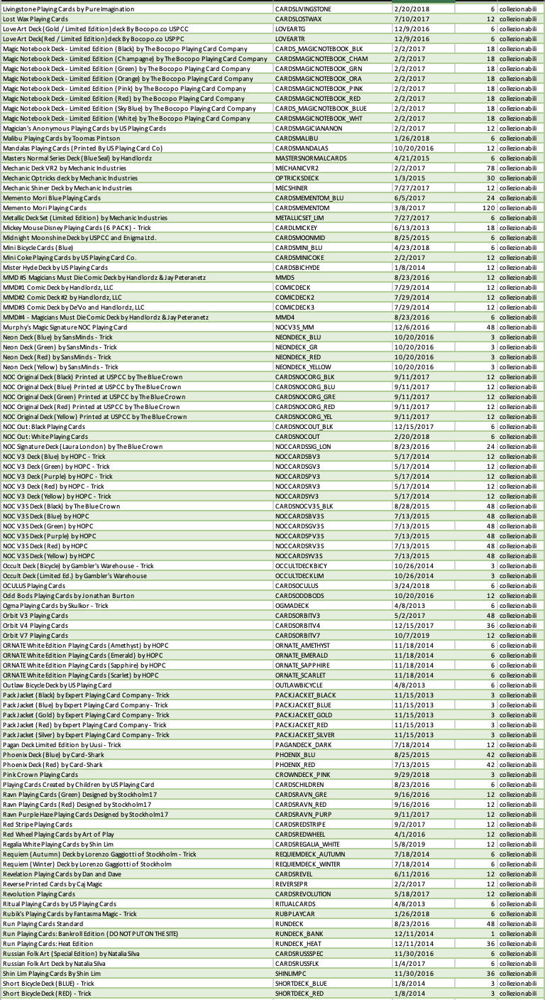 Livingstone Playing Cards by Pure Imagination CARDSLIVINGSTONE 2/20/2018 6 collezionabili
Lost Wax Playing Cards CARDSLOSTWAX 7/10/2017 12 collezionabili
Love Art Deck (Gold / Limited Edition) deck By Bocopo.co USPCC LOVEARTG 12/9/2016 6 collezionabili
Love Art Deck(Red / Limited Edition) deck By Bocopo.co USPPC LOVEARTR 12/9/2016 6 collezionabili
Magic Notebook Deck - Limited Edition (Black) by The Bocopo Playing Card Company CARDS_MAGICNOTEBOOK_BLK 2/2/2017 18 collezionabili
Magic Notebook Deck - Limited Edition (Champagne) by The Bocopo Playing Card Company CARDSMAGICNOTEBOOK_CHAM 2/2/2017 18 collezionabili
Magic Notebook Deck - Limited Edition (Green) by The Bocopo Playing Card Company CARDSMAGICNOTEBOOK_GRN 2/2/2017 18 collezionabili
Magic Notebook Deck - Limited Edition (Orange) by The Bocopo Playing Card Company CARDSMAGICNOTEBOOK_ORA 2/2/2017 18 collezionabili
Magic Notebook Deck - Limited Edition (Pink) by The Bocopo Playing Card Company CARDSMAGICNOTEBOOK_PINK 2/2/2017 18 collezionabili
Magic Notebook Deck - Limited Edition (Red) by The Bocopo Playing Card Company CARDSMAGICNOTEBOOK_RED 2/2/2017 18 collezionabili
Magic Notebook Deck - Limited Edition (Sky Blue) by The Bocopo Playing Card Company CARDS_MAGICNOTEBOOK_BLUE 2/2/2017 18 collezionabili
Magic Notebook Deck - Limited Edition (White) by The Bocopo Playing Card Company CARDSMAGICNOTEBOOK_WHT 2/2/2017 18 collezionabili
Magician's Anonymous Playing Cards by US Playing Cards CARDSMAGICIANANON 2/2/2017 12 collezionabili
Malibu Playing Cards by Toomas Pintson CARDSMALIBU 1/26/2018 6 collezionabili
Mandalas Playing Cards (Printed By US Playing Card Co) CARDSMANDALAS 10/20/2016 12 collezionabili
Masters Normal Series Deck (Blue Seal) by Handlordz MASTERSNORMALCARDS 4/21/2015 6 collezionabili
Mechanic Deck VR2 by Mechanic Industries MECHANICVR2 2/2/2017 78 collezionabili
Mechanic Optricks deck by Mechanic Industries OPTRICKSDECK 1/3/2015 30 collezionabili
Mechanic Shiner Deck by Mechanic Industries MECSHINER 7/27/2017 12 collezionabili
Memento Mori Blue Playing Cards CARDSMEMENTOM_BLU 6/5/2017 24 collezionabili
Memento Mori Playing Cards CARDSMEMENTOM 3/8/2017 120 collezionabili
Metallic Deck Set (Limited Edition) by Mechanic Industries METALLICSET_LIM 7/27/2017 6 collezionabili
Mickey Mouse Disney Playing Cards (6 PACK) - Trick CARDLMICKEY 6/13/2013 18 collezionabili
Midnight Moonshine Deck by USPCC and Enigma Ltd. CARDSMOONMID 8/25/2015 6 collezionabili
Mini Bicycle Cards (Blue) CARDSMINI_BLU 4/23/2018 6 collezionabili
Mini Coke Playing Cards by US Playing Card Co. CARDSMINICOKE 2/2/2017 12 collezionabili
Mister Hyde Deck by US Playing Cards CARDSBICHYDE 1/8/2014 12 collezionabili
MMD #5 Magicians Must Die Comic Deck by Handlordz & Jay Peteranetz MMD5 8/23/2016 12 collezionabili
MMD#1 Comic Deck by Handlordz, LLC COMICDECK 7/29/2014 12 collezionabili
MMD#2 Comic Deck #2 by Handlordz, LLC COMICDECK2 7/29/2014 12 collezionabili
MMD#3 Comic Deck by De'Vo and Handlordz, LLC COMICDECK3 7/29/2014 12 collezionabili
MMD#4 - Magicians Must Die Comic Deck by Handlordz & Jay Peteranetz MMD4 8/23/2016 12 collezionabili
Murphy's Magic Signature NOC Playing Card NOCV3S_MM 12/6/2016 48 collezionabili
Neon Deck (Blue) by SansMinds - Trick NEONDECK_BLU 10/20/2016 3 collezionabili
Neon Deck (Green) by SansMinds - Trick NEONDECK_GR 10/20/2016 3 collezionabili
Neon Deck (Red) by SansMinds - Trick NEONDECK_RED 10/20/2016 3 collezionabili
Neon Deck (Yellow) by SansMinds - Trick NEONDECK_YELLOW 10/20/2016 3 collezionabili
NOC Original Deck (Black) Printed at USPCC by The Blue Crown CARDSNOCORG_BLK 9/11/2017 12 collezionabili
NOC Original Deck (Blue) Printed at USPCC by The Blue Crown CARDSNOCORG_BLU 9/11/2017 12 collezionabili
NOC Original Deck (Green) Printed at USPCC by The Blue Crown CARDSNOCORG_GRE 9/11/2017 12 collezionabili
NOC Original Deck (Red) Printed at USPCC by The Blue Crown CARDSNOCORG_RED 9/11/2017 12 collezionabili
NOC Original Deck (Yellow) Printed at USPCC by The Blue Crown CARDSNOCORG_YEL 9/11/2017 12 collezionabili
NOC Out: Black Playing Cards CARDSNOCOUT_BLK 12/15/2017 6 collezionabili
NOC Out: White Playing Cards CARDSNOCOUT 2/20/2018 6 collezionabili
NOC Signature Deck (Laura London) by The Blue Crown NOCCARDSSIG_LON 8/23/2016 24 collezionabili
NOC V3 Deck (Blue) by HOPC - Trick NOCCARDSBV3 5/17/2014 12 collezionabili
NOC V3 Deck (Green) by HOPC - Trick NOCCARDSGV3 5/17/2014 12 collezionabili
NOC V3 Deck (Purple) by HOPC - Trick NOCCARDSPV3 5/17/2014 12 collezionabili
NOC V3 Deck (Red) by HOPC - Trick NOCCARDSRV3 5/17/2014 12 collezionabili
NOC V3 Deck (Yellow) by HOPC - Trick NOCCARDSYV3 5/17/2014 12 collezionabili
NOC V3S Deck (Black) by The Blue Crown CARDSNOCV3S_BLK 8/28/2015 48 collezionabili
NOC V3S Deck (Blue) by HOPC NOCCARDSBV3S 7/13/2015 48 collezionabili
NOC V3S Deck (Green) by HOPC NOCCARDSGV3S 7/13/2015 48 collezionabili
NOC V3S Deck (Purple) by HOPC NOCCARDSPV3S 7/13/2015 48 collezionabili
NOC V3S Deck (Red) by HOPC NOCCARDSRV3S 7/13/2015 48 collezionabili
NOC V3S Deck (Yellow) by HOPC NOCCARDSYV3S 7/13/2015 48 collezionabili
Occult Deck (Bicycle) by Gambler's Warehouse - Trick OCCULTDECKBICY 10/26/2014 3 collezionabili
Occult Deck (Limited Ed.) by Gambler's Warehouse OCCULTDECKLIM 10/26/2014 3 collezionabili
OCULUS Playing Cards CARDSOCULUS 3/24/2018 6 collezionabili
Odd Bods Playing Cards by Jonathan Burton CARDSODDBODS 10/20/2016 12 collezionabili
Ogma Playing Cards by Skulkor - Trick OGMADECK 4/8/2013 6 collezionabili
Orbit V3 Playing Cards CARDSORBITV3 5/2/2017 48 collezionabili
Orbit V4 Playing Cards CARDSORBITV4 12/15/2017 36 collezionabili
Orbit V7 Playing Cards CARDSORBITV7 10/7/2019 12 collezionabili
ORNATE White Edition Playing Cards (Amethyst) by HOPC ORNATE_AMETHYST 11/18/2014 6 collezionabili
ORNATE White Edition Playing Cards (Emerald) by HOPC ORNATE_EMERALD 11/18/2014 6 collezionabili
ORNATE White Edition Playing Cards (Sapphire) by HOPC ORNATE_SAPPHIRE 11/18/2014 6 collezionabili
ORNATE White Edition Playing Cards (Scarlet) by HOPC ORNATE_SCARLET 11/18/2014 6 collezionabili
Outlaw Bicycle Deck by US Playing Card OUTLAWBICYCLE 4/8/2013 6 collezionabili
Pack Jacket (Black) by Expert Playing Card Company - Trick PACKJACKET_BLACK 11/15/2013 3 collezionabili
Pack Jacket (Blue) by Expert Playing Card Company - Trick PACKJACKET_BLUE 11/15/2013 3 collezionabili
Pack Jacket (Gold) by Expert Playing Card Company - Trick PACKJACKET_GOLD 11/15/2013 3 collezionabili
Pack Jacket (Red) by Expert Playing Card Company - Trick PACKJACKET_RED 11/15/2013 3 collezionabili
Pack Jacket (Silver) by Expert Playing Card Company - Trick PACKJACKET_SILVER 11/15/2013 3 collezionabili
Pagan Deck Limited Edition by Uusi - Trick PAGANDECK_DARK 7/18/2014 12 collezionabili
Phoenix Deck (Blue) by Card-Shark PHOENIX_BLU 8/25/2015 42 collezionabili
Phoenix Deck (Red) by Card-Shark PHOENIX_RED 7/13/2015 42 collezionabili
Pink Crown Playing Cards CROWNDECK_PINK 9/29/2018 3 collezionabili
Playing Cards Created by Children by US Playing Card CARDSCHILDREN 8/23/2016 6 collezionabili
Ravn Playing Cards (Green) Designed by Stockholm17 CARDSRAVN_GRE 9/16/2016 12 collezionabili
Ravn Playing Cards (Red) Designed by Stockholm17 CARDSRAVN_RED 9/16/2016 12 collezionabili
Ravn Purple Haze Playing Cards Designed by Stockholm17 CARDSRAVN_PURP 9/11/2017 12 collezionabili
Red Stripe Playing Cards CARDSREDSTRIPE 9/2/2017 12 collezionabili
Red Wheel Playing Cards by Art of Play CARDSREDWHEEL 4/1/2016 12 collezionabili
Regalia White Playing Cards by Shin Lim CARDSREGALIA_WHITE 5/8/2019 12 collezionabili
Requiem (Autumn) Deck by Lorenzo Gaggiotti of Stockholm - Trick REQUIEMDECK_AUTUMN 7/18/2014 6 collezionabili
Requiem (Winter) Deck by Lorenzo Gaggiotti of Stockholm REQUIEMDECK_WINTER 7/18/2014 6 collezionabili
Revelation Playing Cards by Dan and Dave CARDSREVEL 6/11/2016 12 collezionabili
Reverse Printed Cards by Caj Magic REVERSEPR 2/2/2017 12 collezionabili
Revolution Playing Cards CARDSREVOLUTION 5/18/2017 12 collezionabili
Ritual Playing Cards by US Playing Cards RITUALCARDS 4/8/2013 6 collezionabili
Rubik's Playing Cards by Fantasma Magic - Trick RUBPLAYCAR 1/26/2018 6 collezionabili
Run Playing Cards Standard RUNDECK 8/23/2016 48 collezionabili
Run Playing Cards: Bankroll Edition (DO NOT PUT ON THE SITE) RUNDECK_BANK 12/11/2014 1 collezionabili
Run Playing Cards: Heat Edition RUNDECK_HEAT 12/11/2014 36 collezionabili
Russian Folk Art (Special Edition) by Natalia Silva CARDSRUSSSPEC 11/30/2016 6 collezionabili
Russian Folk Art Deck by Natalia Silva CARDSRUSSFLK 1/4/2017 6 collezionabili
Shin Lim Playing Cards By Shin Lim SHINLIMPC 11/30/2016 36 collezionabili
Short Bicycle Deck (BLUE) - Trick SHORTDECK_BLUE 1/8/2014 3 collezionabili
Short Bicycle Deck (RED) - Trick SHORTDECK_RED 1/8/2014 3 collezionabili